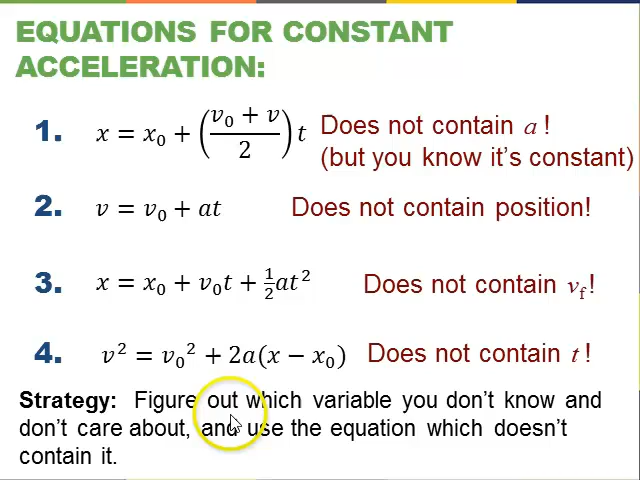 EQUATIONS FOR CONSTANT
ACCELERATION:
1. x = x₀ + ((v₀ + v)/2) t Does not contain a !
(but you know it's constant)
2. v = v₀ + at Does not contain position!
3. x = x₀ + v₀t + ½at² Does not contain v_f !
4. v² = v₀² + 2a(x − x₀) Does not contain t !
Strategy: Figure out which variable you don't know and
don't care about, and use the equation which doesn't
contain it.